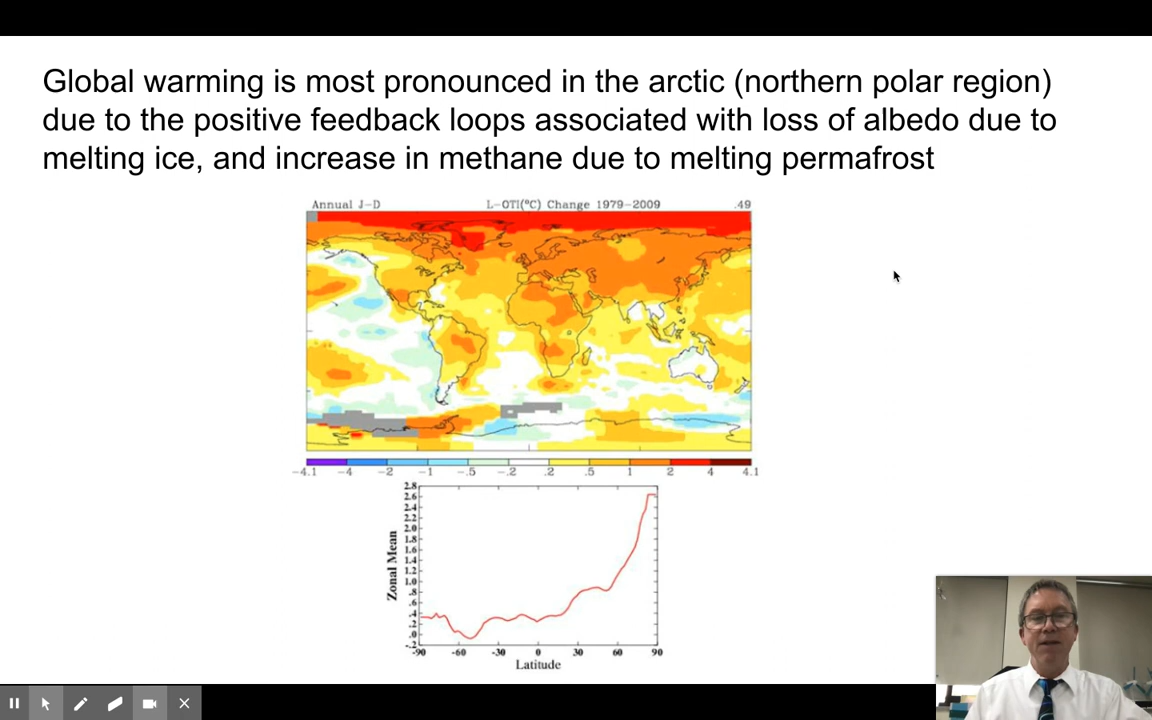 Global warming is most pronounced in the arctic (northern polar region)
due to the positive feedback loops associated with loss of albedo due to
melting ice, and increase in methane due to melting permafrost
Annual J-D L-OTI(°C) Change 1979-2009 .49
-4.1 -4 -2 -1 -.5 -.2 .2 .5 1 2 4 4.1
2.8
2.6
2.4
2.2
2.0
1.8
1.6
1.4
1.2
1.0
.8
.6
.4
.2
.0
-.2
Zonal Mean
-90 -60 -30 0 30 60 90
Latitude